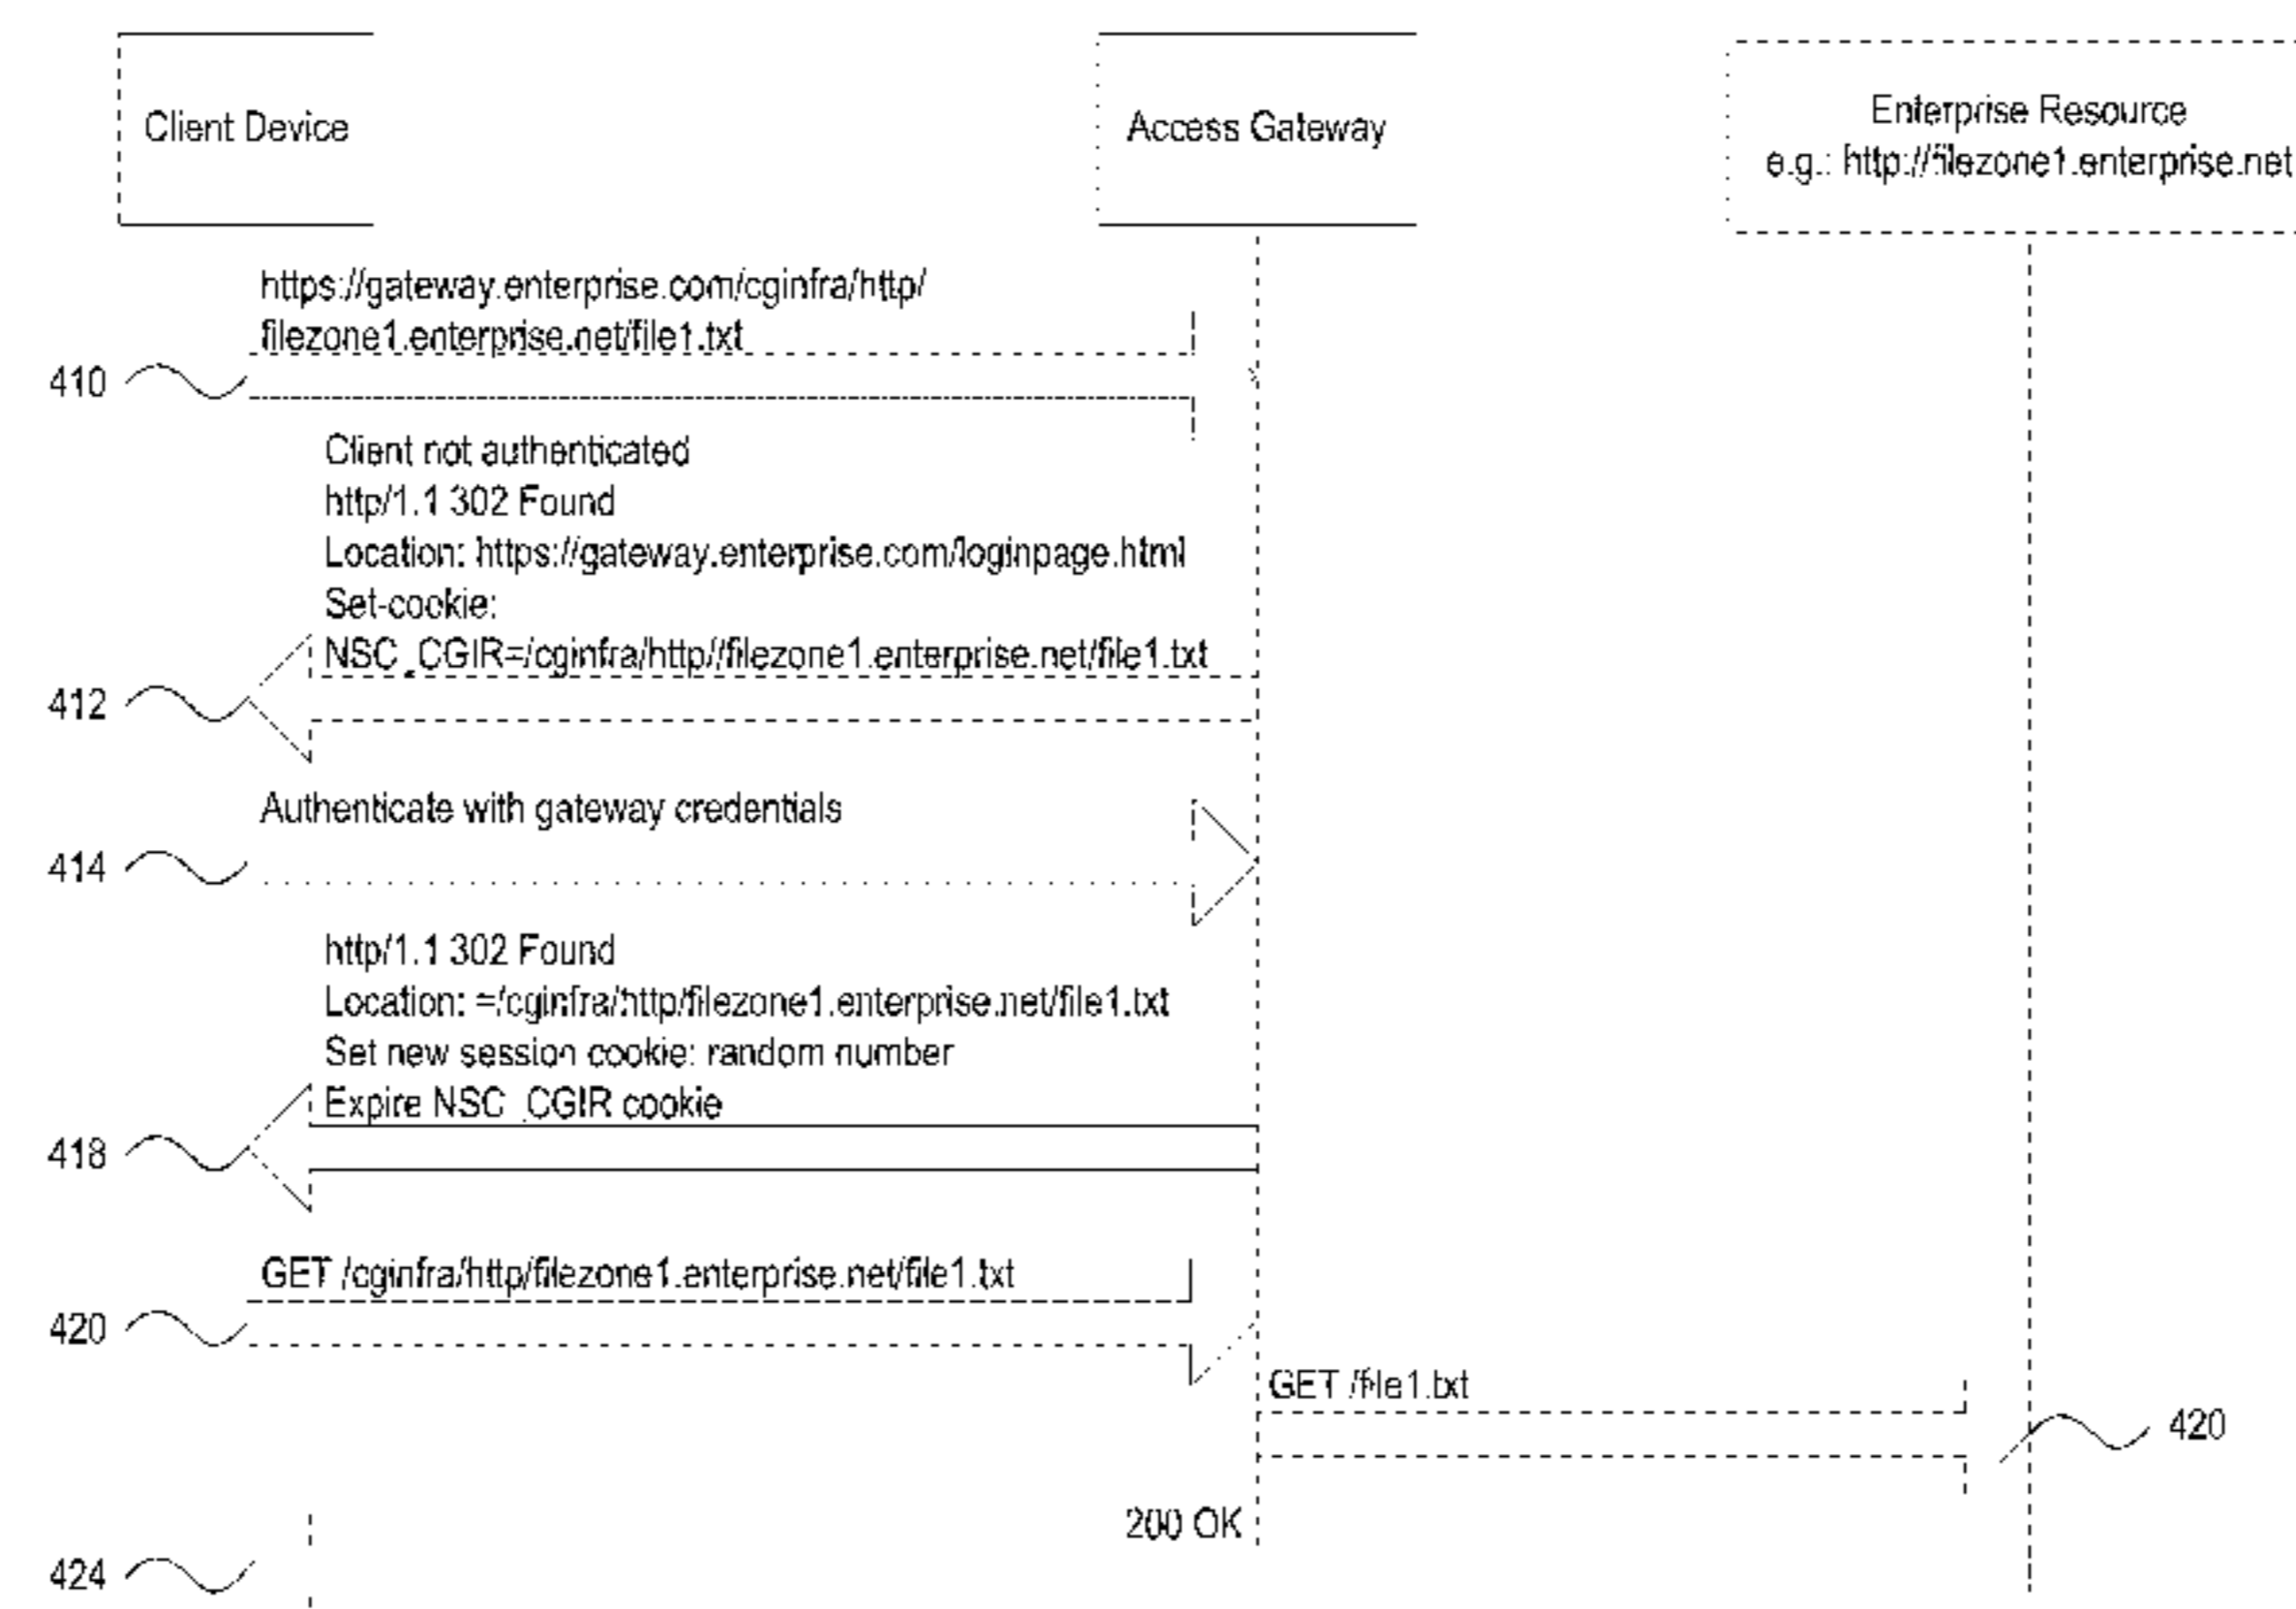 Client Device
Access Gateway
Enterprise Resource
e.g.: http://filezone1.enterprise.net
https://gateway.enterprise.com/cginfra/http/
filezone1.enterprise.net/file1.txt
410
Client not authenticated
http/1.1 302 Found
Location: https://gateway.enterprise.com/loginpage.html
Set-cookie:
NSC_CGIR=/cginfra/http//filezone1.enterprise.net/file1.txt
412
Authenticate with gateway credentials
414
http/1.1 302 Found
Location: =/cginfra/http/filezone1.enterprise.net/file1.txt
Set new session cookie: random number
Expire NSC_CGIR cookie
418
GET /cginfra/http/filezone1.enterprise.net/file1.txt
420
GET /file1.txt
420
200 OK
424